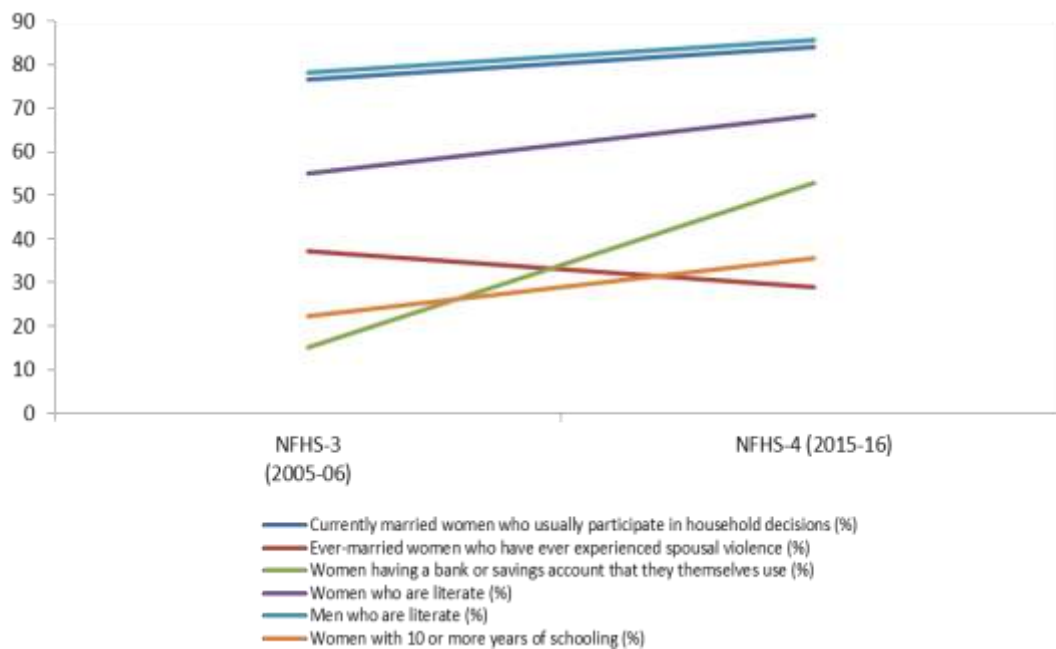 90
80
70
60
50
40
30
20
10
0
NFHS-3
(2005-06)
NFHS-4 (2015-16)
Currently married women who usually participate in household decisions (%)
Ever-married women who have ever experienced spousal violence (%)
Women having a bank or savings account that they themselves use (%)
Women who are literate (%)
Men who are literate (%)
Women with 10 or more years of schooling (%)